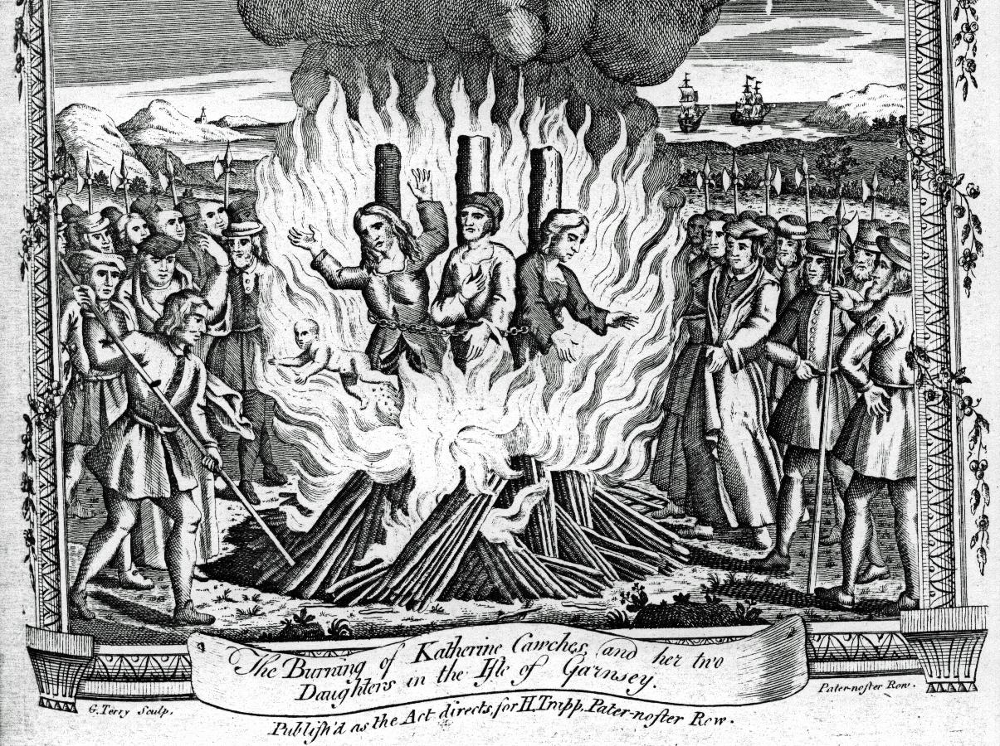 The Burning of Katherine Cawches, and her two
Daughters in the Isle of Garnsey.
G. Terry Sculp.
Pater-noster Row.
Publish'd as the Act directs, for H. Trapp, Pater-noster Row.